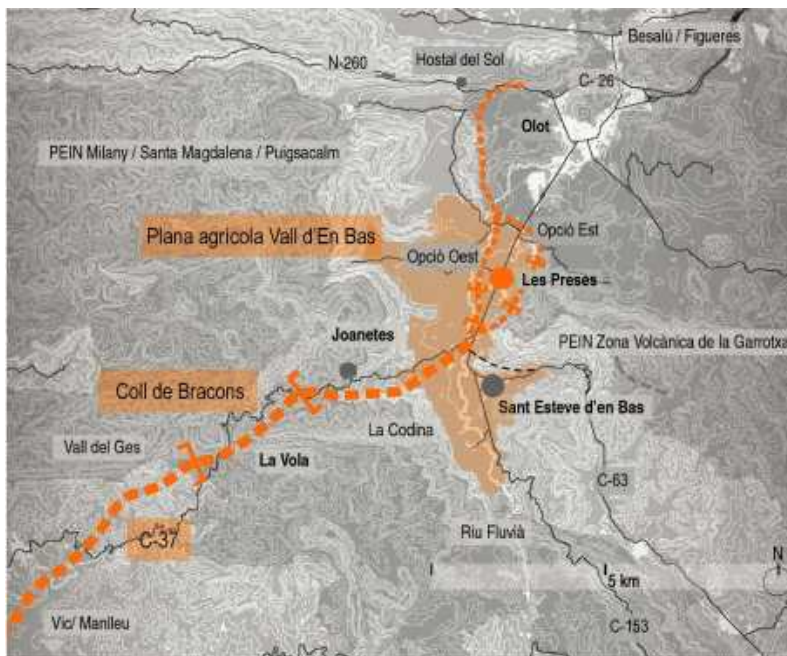 Besalú / Figueres
Hostal del Sol
N-260
C- 26
Olot
PEIN Milany / Santa Magdalena / Puigsacalm
Plana agricola Vall d'En Bas
Opció Est
Opció Oest
Les Preses
Joanetes
PEIN Zona Volcànica de la Garrotxa
Coll de Bracons
Sant Esteve d'en Bas
La Codina
Vall del Ges
La Vola
C-63
C-37
Riu Fluvià
N
5 km
Vic/ Manlleu
C-153